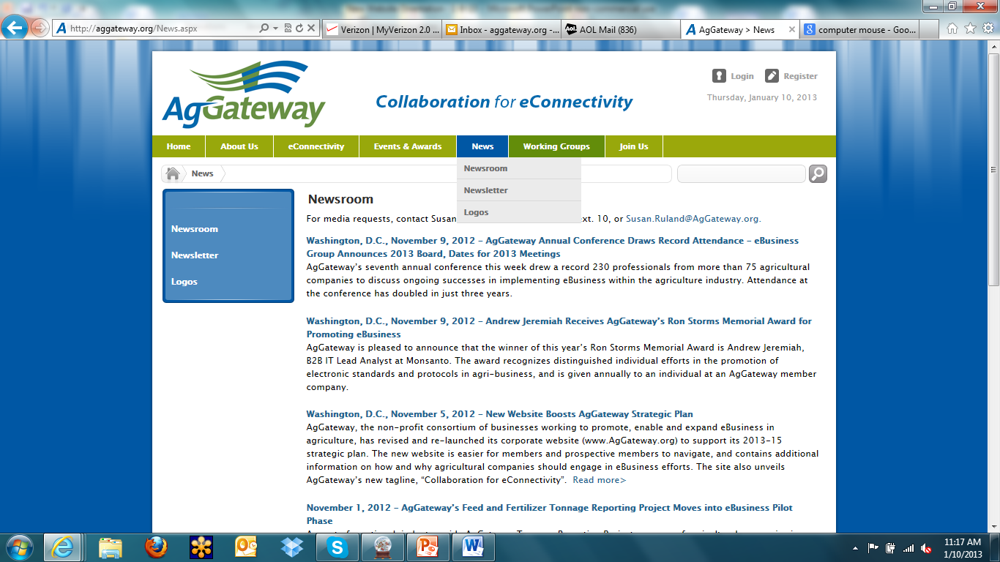 http://aggateway.org/News.aspx
Verizon | MyVerizon 2.0 ...
Inbox - aggateway.org -...
AOL Mail (836)
AgGateway > News
computer mouse - Goo...
AgGateway
Collaboration for eConnectivity
Login
Register
Thursday, January 10, 2013
Home
About Us
eConnectivity
Events & Awards
News
Working Groups
Join Us
Newsroom
Newsletter
Logos
News
Newsroom
Newsletter
Logos
Newsroom
For media requests, contact Susan ext. 10, or Susan.Ruland@AgGateway.org.
Washington, D.C., November 9, 2012 – AgGateway Annual Conference Draws Record Attendance – eBusiness
Group Announces 2013 Board, Dates for 2013 Meetings
AgGateway's seventh annual conference this week drew a record 230 professionals from more than 75 agricultural
companies to discuss ongoing successes in implementing eBusiness within the agriculture industry. Attendance at
the conference has doubled in just three years.
Washington, D.C., November 9, 2012 – Andrew Jeremiah Receives AgGateway's Ron Storms Memorial Award for
Promoting eBusiness
AgGateway is pleased to announce that the winner of this year's Ron Storms Memorial Award is Andrew Jeremiah,
B2B IT Lead Analyst at Monsanto. The award recognizes distinguished individual efforts in the promotion of
electronic standards and protocols in agri-business, and is given annually to an individual at an AgGateway member
company.
Washington, D.C., November 5, 2012 – New Website Boosts AgGateway Strategic Plan
AgGateway, the non-profit consortium of businesses working to promote, enable and expand eBusiness in
agriculture, has revised and re-launched its corporate website (www.AgGateway.org) to support its 2013-15
strategic plan. The new website is easier for members and prospective members to navigate, and contains additional
information on how and why agricultural companies should engage in eBusiness efforts. The site also unveils
AgGateway's new tagline, "Collaboration for eConnectivity". Read more>
November 1, 2012 – AgGateway's Feed and Fertilizer Tonnage Reporting Project Moves into eBusiness Pilot
Phase
11:17 AM
1/10/2013